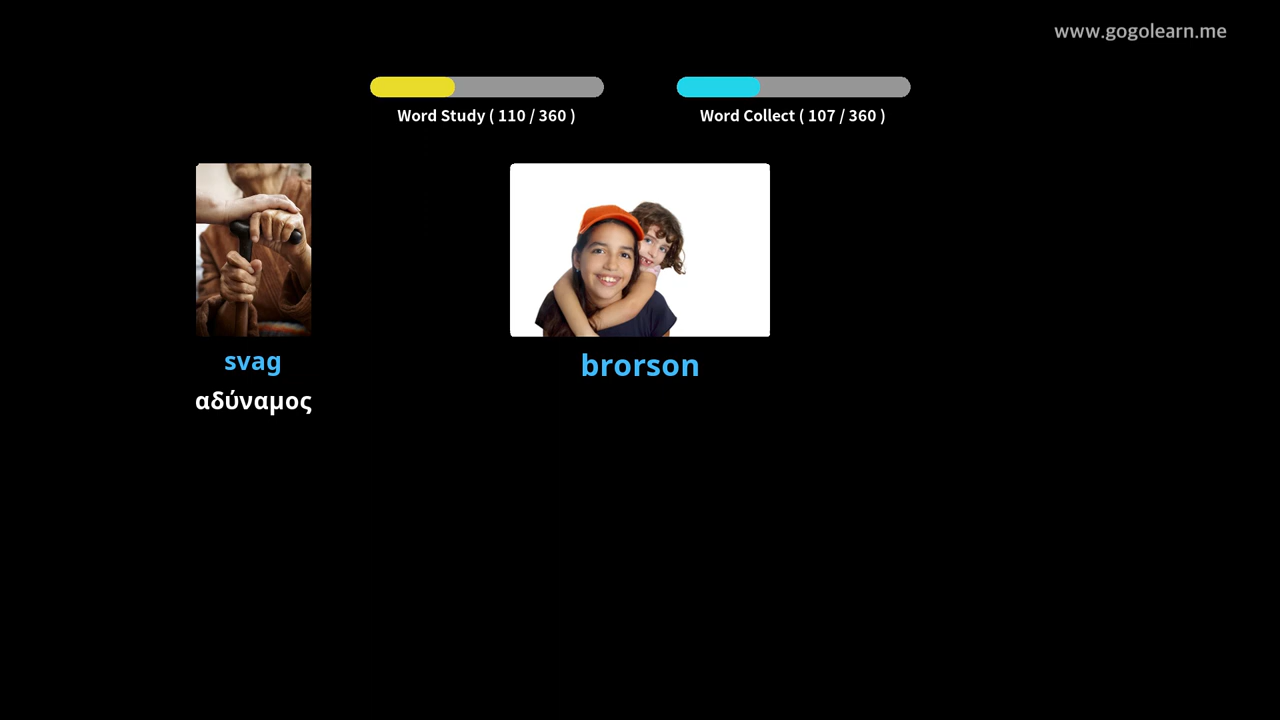 www.gogolearn.me
Word Study ( 110 / 360 )
Word Collect ( 107 / 360 )
svag
αδύναμος
brorson